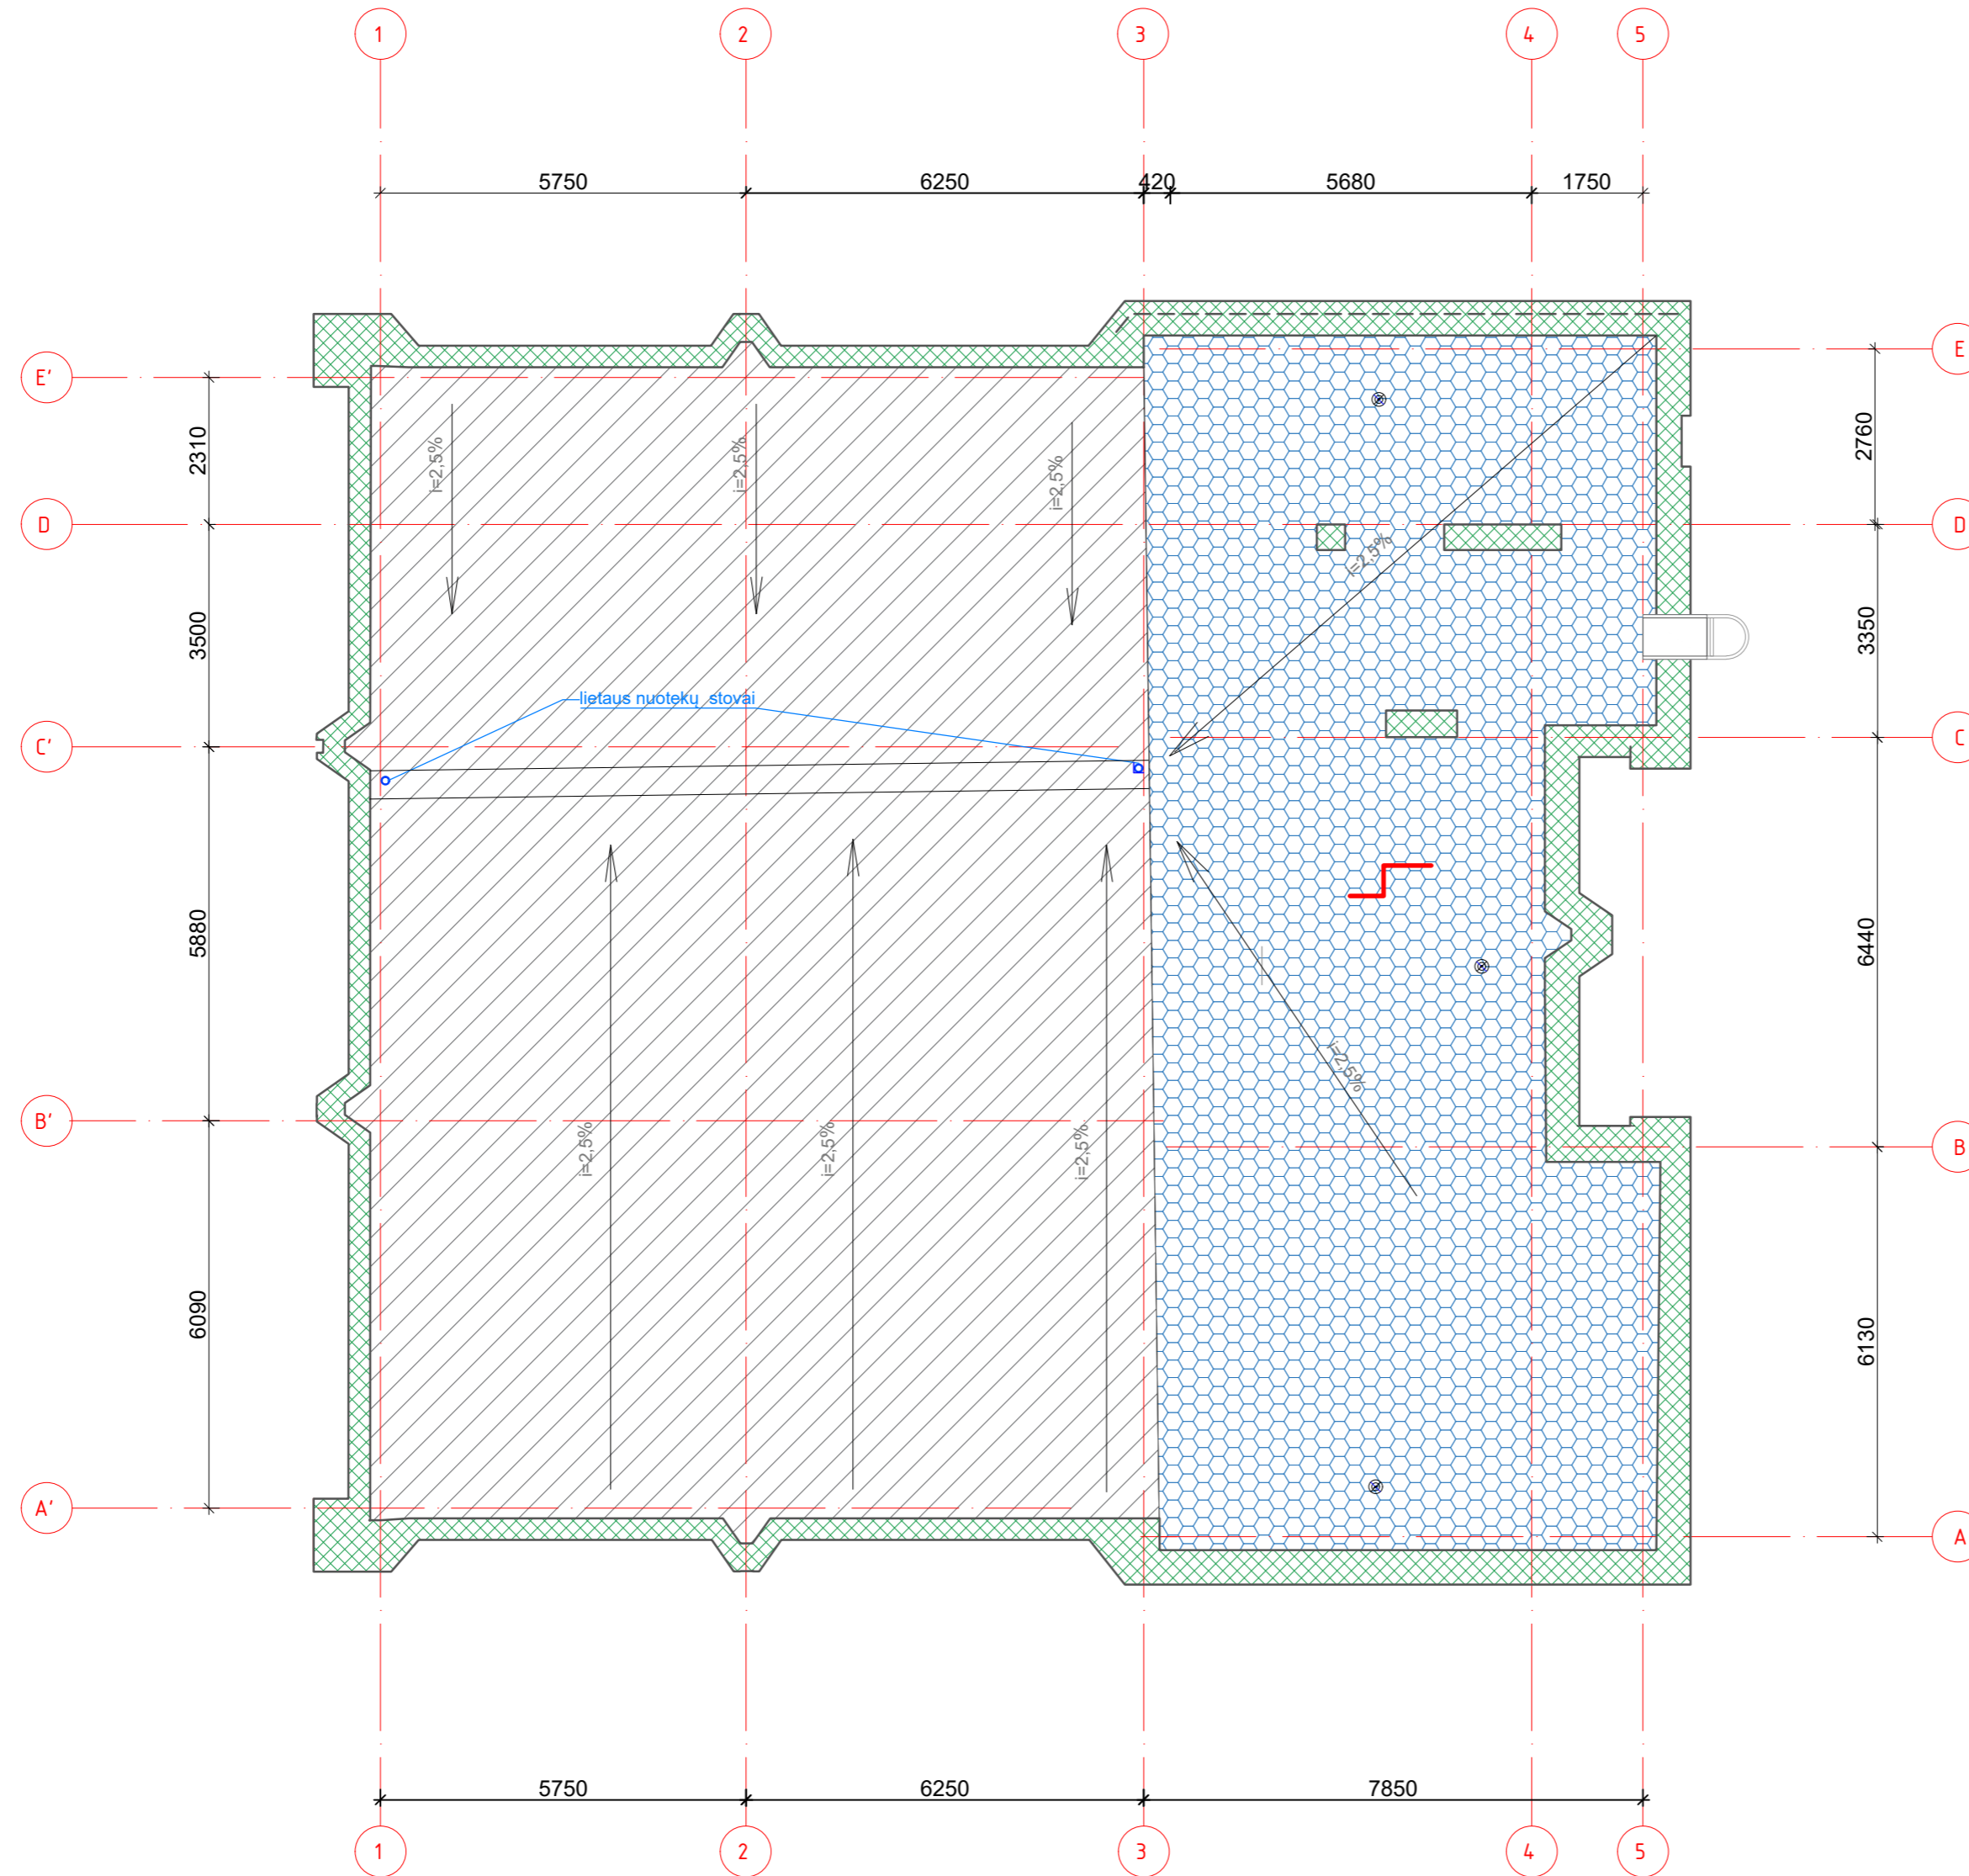 1 2 3 4 5
5750 6250 420 5680 1750
E
E'
i=2,5% i=2,5% i=2,5%
2310 2760
D D
i=2,5%
3500 3350
lietaus nuotekų stovai
C' C
5880 6440
i=2,5%
B' B
i=2,5% i=2,5% i=2,5%
6090 6130
A'
A
5750 6250 7850
1 2 3 4 5